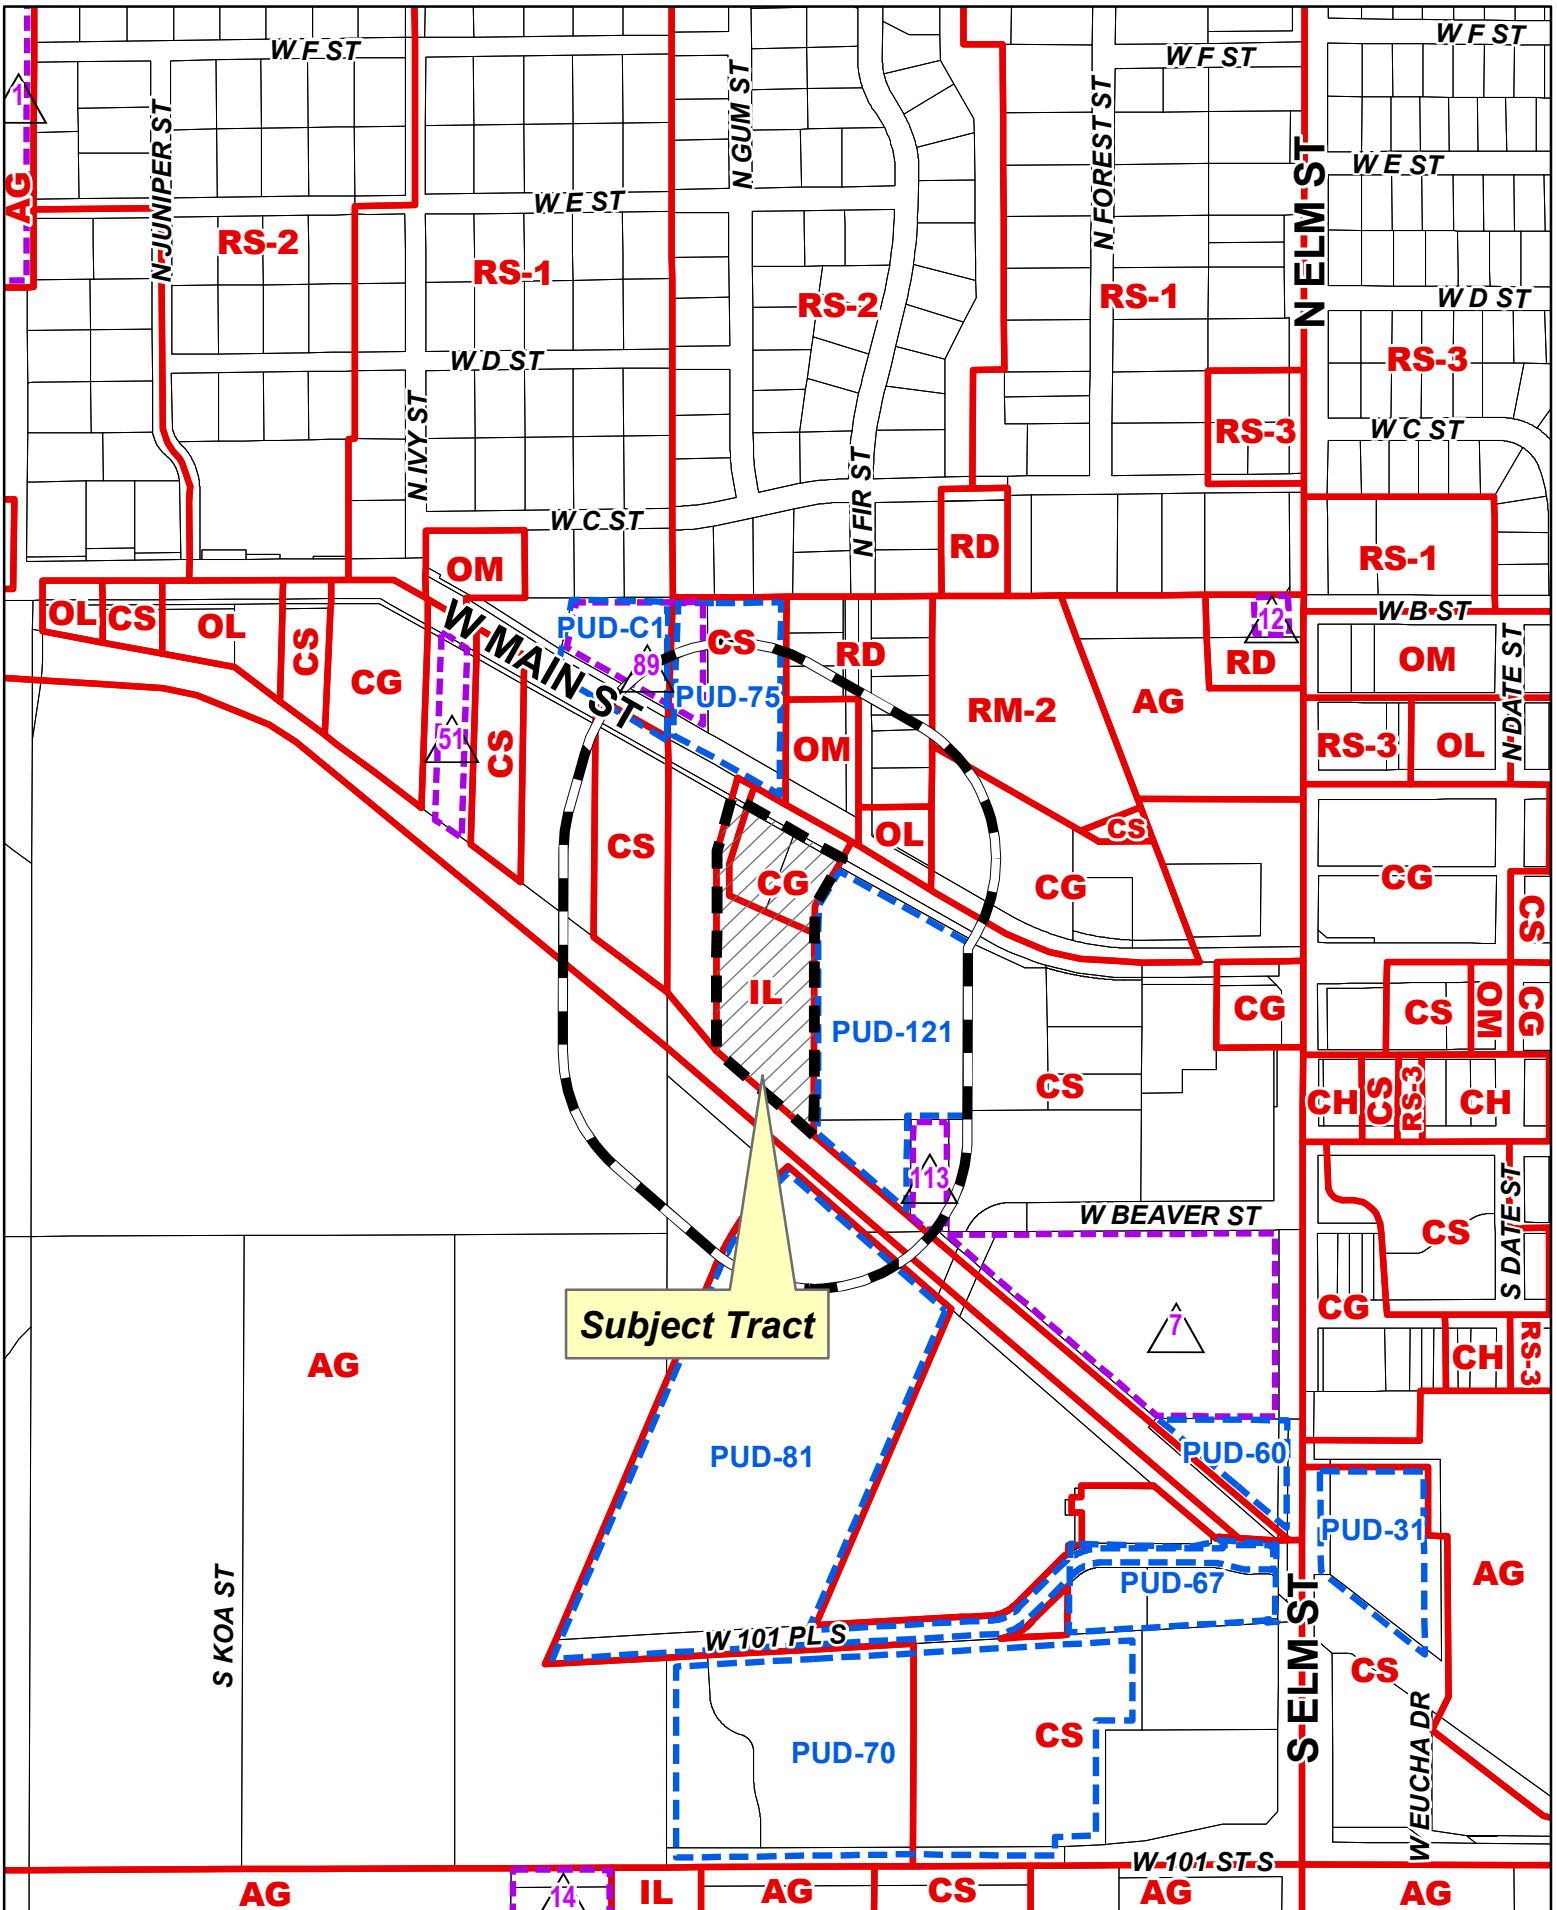 W F ST
W F ST
W F ST
1
N JUNIPER ST
N GUM ST
N FOREST ST
N ELM ST
W E ST
W E ST
AG
RS-2
RS-1
RS-2
RS-1
W D ST
W D ST
RS-3
N IVY ST
RS-3
W C ST
W C ST
N FIR ST
OM
RD
RS-1
OL
CS
OL
CS
CG
W MAIN ST
PUD-C1
89
CS
PUD-75
RD
12
RD
W B ST
OM
N DATE ST
RM-2
AG
51
CS
OM
RS-3
OL
CS
OL
CS
CG
CG
CG
CS
IL
PUD-121
CG
CS
OM
CG
CS
CH
CS
RS-3
CH
113
W BEAVER ST
CS
S DATE ST
Subject Tract
7
CG
CH
RS-3
AG
PUD-81
PUD-60
PUD-31
AG
PUD-67
S KOA ST
W 101 PL S
S ELM ST
CS
CS
PUD-70
W EUCHA DR
W 101 ST S
AG
14
IL
AG
CS
AG
AG